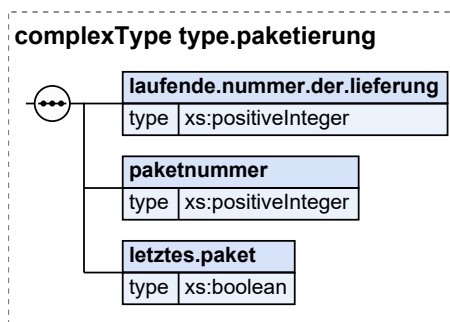 complexType type.paketierung
laufende.nummer.der.lieferung
type xs:positiveInteger
paketnummer
type xs:positiveInteger
letztes.paket
type xs:boolean